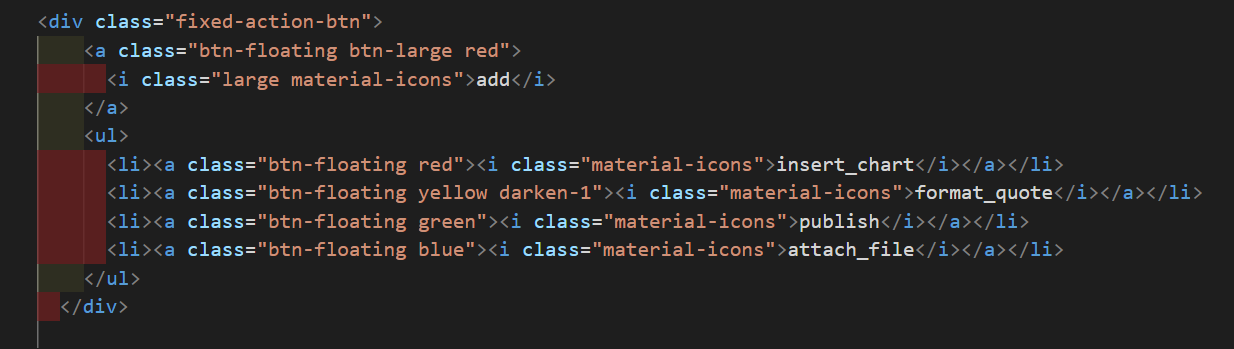 <div class="fixed-action-btn">
    <a class="btn-floating btn-large red">
      <i class="large material-icons">add</i>
    </a>
    <ul>
      <li><a class="btn-floating red"><i class="material-icons">insert_chart</i></a></li>
      <li><a class="btn-floating yellow darken-1"><i class="material-icons">format_quote</i></a></li>
      <li><a class="btn-floating green"><i class="material-icons">publish</i></a></li>
      <li><a class="btn-floating blue"><i class="material-icons">attach_file</i></a></li>
    </ul>
  </div>